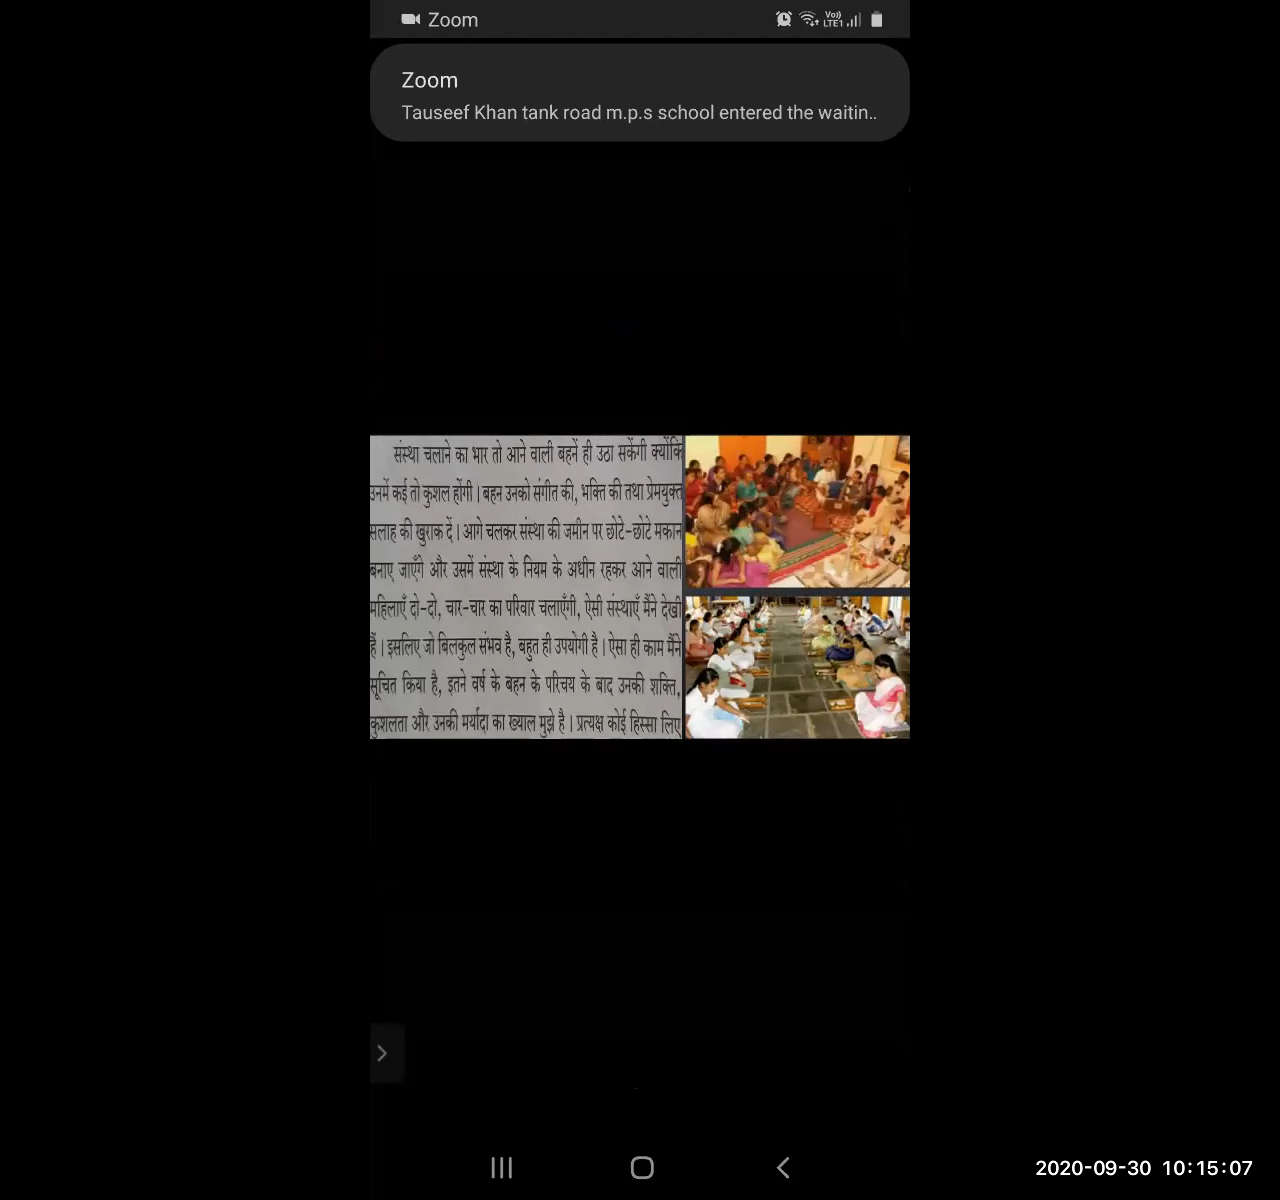 Zoom
Vo))
LTE1
Zoom
Tauseef Khan tank road m.p.s school entered the waitin..
संस्था चलाने का भार तो आने वाली बहनें ही उठा सकेंगी क्योंकि
उनमें कई तो कुशल होंगी । बहन उनको संगीत की, भक्ति की तथा प्रेमयुक्त
सलाह की खुराक दें । आगे चलकर संस्था की जमीन पर छोटे-छोटे मकान
बनाए जाएँगे और उसमें संस्था के नियम के अधीन रहकर आने वाली
महिलाएँ दो-दो, चार-चार का परिवार चलाएँगी, ऐसी संस्थाएँ मैंने देखी
हैं । इसलिए जो बिलकुल संभव है, बहुत ही उपयोगी है । ऐसा ही काम मैंने
सूचित किया है, इतने वर्ष के बहन के परिचय के बाद उनकी शक्ति,
कुशलता और उनकी मर्यादा का ख्याल मुझे है । प्रत्यक्ष कोई हिस्सा लिए
2020-09-30 10:15:07